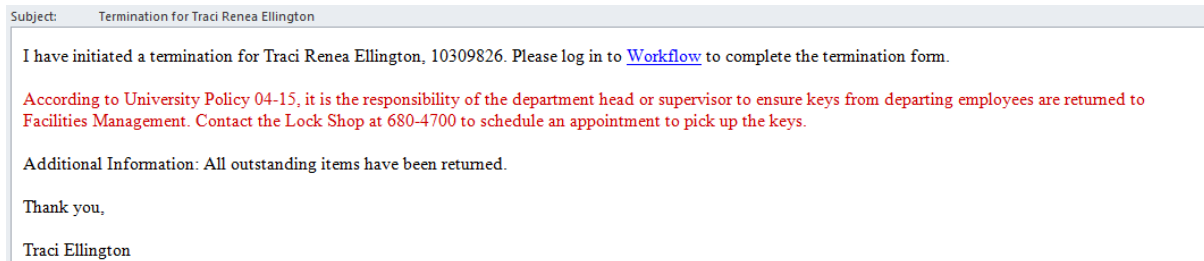 Subject: Termination for Traci Renea Ellington
I have initiated a termination for Traci Renea Ellington, 10309826. Please log in to Workflow to complete the termination form.
According to University Policy 04-15, it is the responsibility of the department head or supervisor to ensure keys from departing employees are returned to
Facilities Management. Contact the Lock Shop at 680-4700 to schedule an appointment to pick up the keys.
Additional Information: All outstanding items have been returned.
Thank you,
Traci Ellington